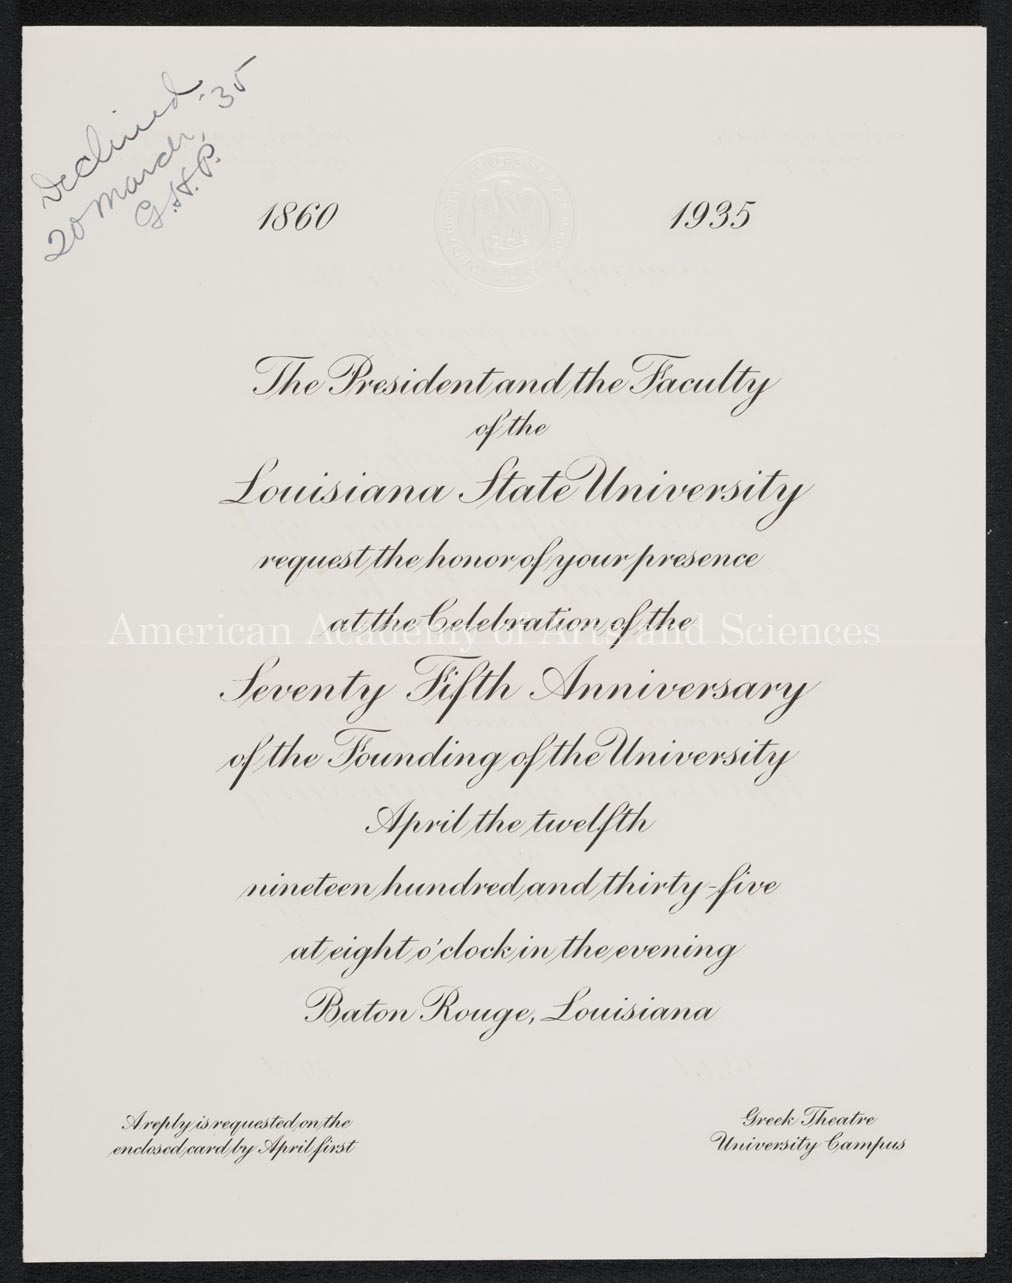 Declined
20 March, '35
G.H.P.
1860 1935
The President and the Faculty
of the
Louisiana State University
request the honor of your presence
at the Celebration of the
American Academy of Arts and Sciences
Seventy Fifth Anniversary
of the Founding of the University
April the twelfth
nineteen hundred and thirty-five
at eight o'clock in the evening
Baton Rouge, Louisiana
A reply is requested on the
enclosed card by April first
Greek Theatre
University Campus